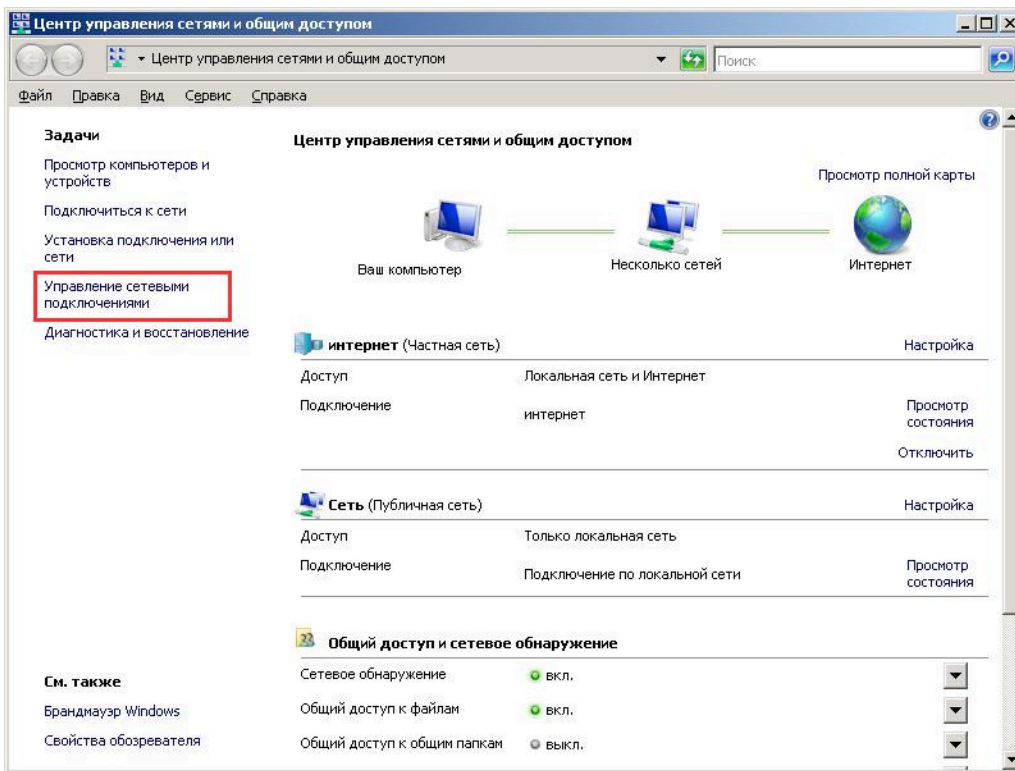 Центр управления сетями и общим доступом
Центр управления сетями и общим доступом
Поиск
Файл Правка Вид Сервис Справка
Задачи
Просмотр компьютеров и
устройств
Подключиться к сети
Установка подключения или
сети
Управление сетевыми
подключениями
Диагностика и восстановление
См. также
Брандмауэр Windows
Свойства обозревателя
Центр управления сетями и общим доступом
Просмотр полной карты
Ваш компьютер
Несколько сетей
Интернет
интернет (Частная сеть)
Настройка
Доступ
Локальная сеть и Интернет
Подключение
интернет
Просмотр
состояния
Отключить
Сеть (Публичная сеть)
Настройка
Доступ
Только локальная сеть
Подключение
Подключение по локальной сети
Просмотр
состояния
Общий доступ и сетевое обнаружение
Сетевое обнаружение
вкл.
Общий доступ к файлам
вкл.
Общий доступ к общим папкам
выкл.